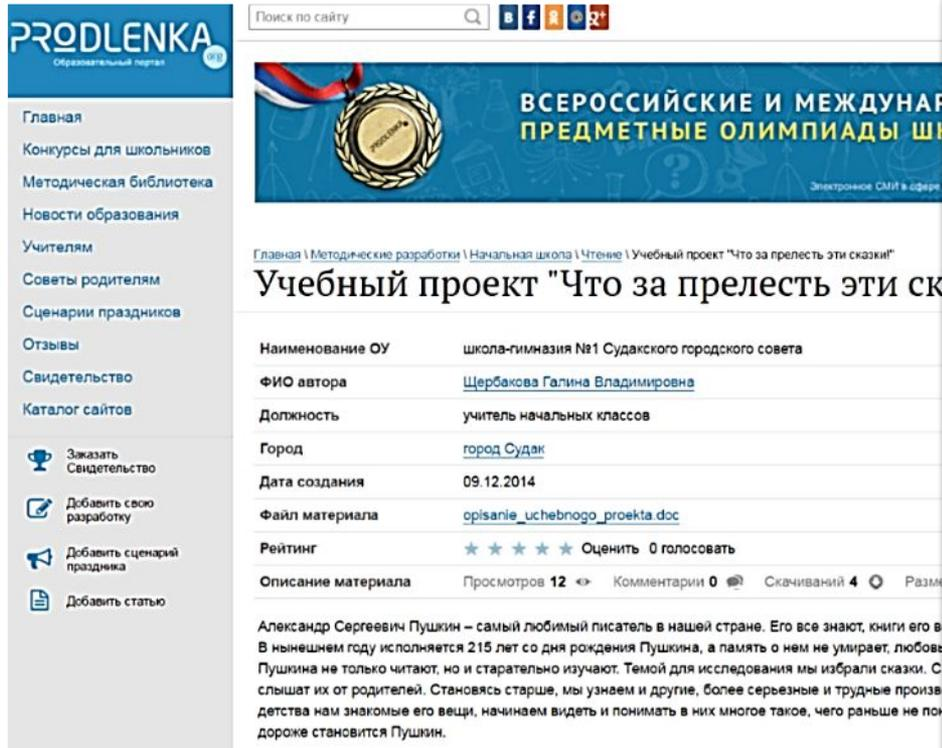 PRODLENKA
org
Образовательный портал
Поиск по сайту
Главная
Конкурсы для школьников
Методическая библиотека
Новости образования
Учителям
Советы родителям
Сценарии праздников
Отзывы
Свидетельство
Каталог сайтов
Заказать
Свидетельство
Добавить свою
разработку
Добавить сценарий
праздника
Добавить статью
PRODLENKA
ВСЕРОССИЙСКИЕ И МЕЖДУНАР
ПРЕДМЕТНЫЕ ОЛИМПИАДЫ Ш
Электронное СМИ в сфере
Главная \ Методические разработки \ Начальная школа \ Чтение \ Учебный проект "Что за прелесть эти сказки!"
Учебный проект "Что за прелесть эти ск
Наименование ОУ школа-гимназия №1 Судакского городского совета
ФИО автора Щербакова Галина Владимировна
Должность учитель начальных классов
Город город Судак
Дата создания 09.12.2014
Файл материала opisanie_uchebnogo_proekta.doc
Рейтинг Оценить 0 голосовать
Описание материала Просмотров 12 Комментарии 0 Скачиваний 4 Разме
Александр Сергеевич Пушкин – самый любимый писатель в нашей стране. Его все знают, книги его в
В нынешнем году исполняется 215 лет со дня рождения Пушкина, а память о нем не умирает, любовь
Пушкина не только читают, но и старательно изучают. Темой для исследования мы избрали сказки. С
слышат их от родителей. Становясь старше, мы узнаем и другие, более серьезные и трудные произв
детства нам знакомые его вещи, начинаем видеть и понимать в них многое такое, чего раньше не по
дороже становится Пушкин.